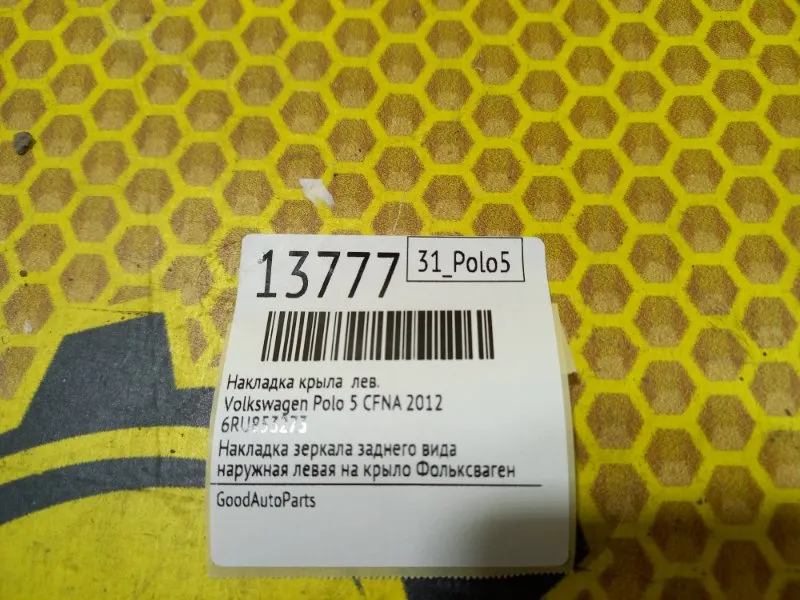 13777
31_Polo5
Накладка крыла лев.
Volkswagen Polo 5 CFNA 2012
6RU853273
Накладка зеркала заднего вида
наружная левая на крыло Фольксваген
GoodAutoParts